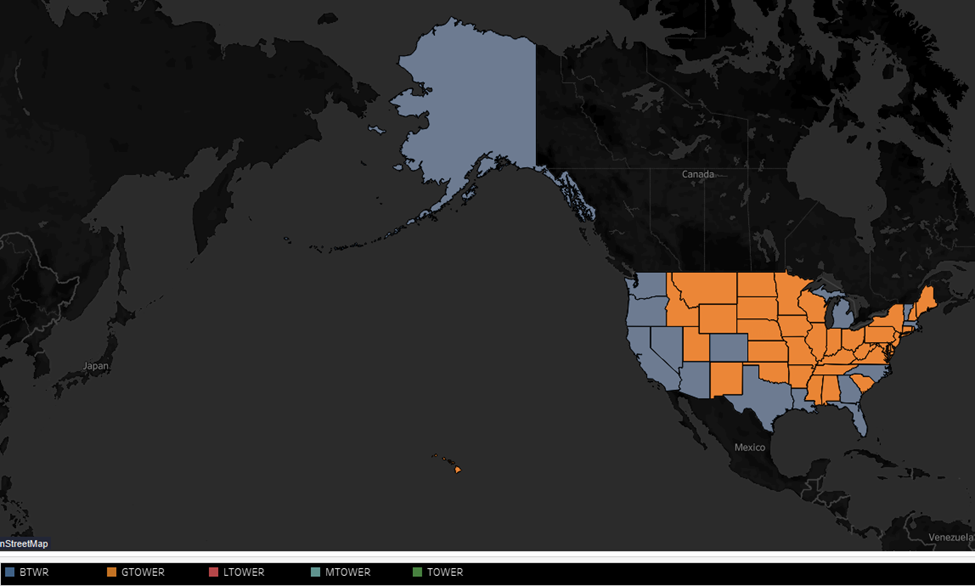 Canada
Japan
Mexico
Venezuela
nStreetMap
BTWR GTOWER LTOWER MTOWER TOWER